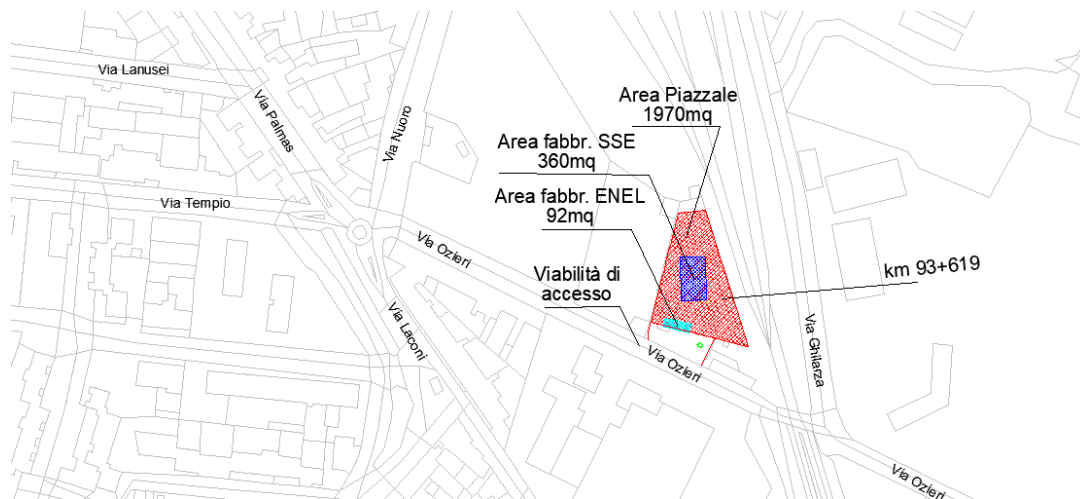 Via Lanusei
Via Palmas
Via Nuoro
Area Piazzale
1970mq
Area fabbr. SSE
360mq
Area fabbr. ENEL
92mq
Via Tempio
Via Ozieri
Viabilità di
accesso
km 93+619
Via Laconi
Via Ozieri
Via Ghilarza
Via Ozieri